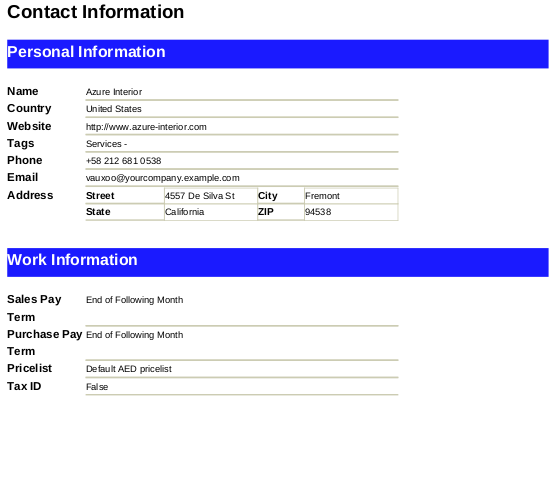 Contact Information
Personal Information
Name Azure Interior
Country United States
Website http://www.azure-interior.com
Tags Services -
Phone +58 212 681 0538
Email vauxoo@yourcompany.example.com
Address Street 4557 De Silva St City Fremont
State California ZIP 94538
Work Information
Sales Pay End of Following Month
Term
Purchase Pay End of Following Month
Term
Pricelist Default AED pricelist
Tax ID False